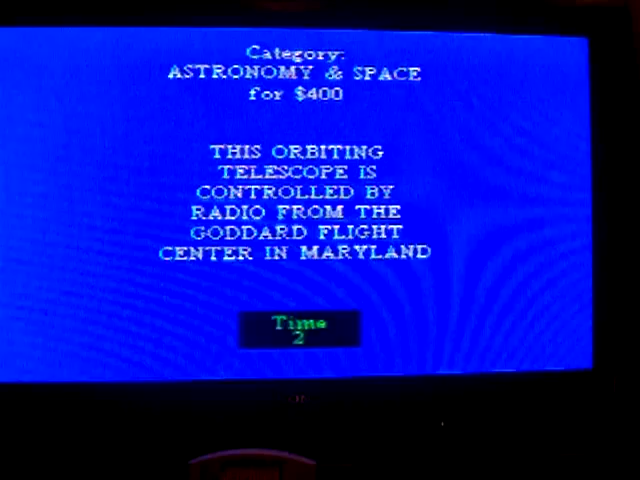 Category:
ASTRONOMY & SPACE
for $400
THIS ORBITING
TELESCOPE IS
CONTROLLED BY
RADIO FROM THE
GODDARD FLIGHT
CENTER IN MARYLAND
Time
2